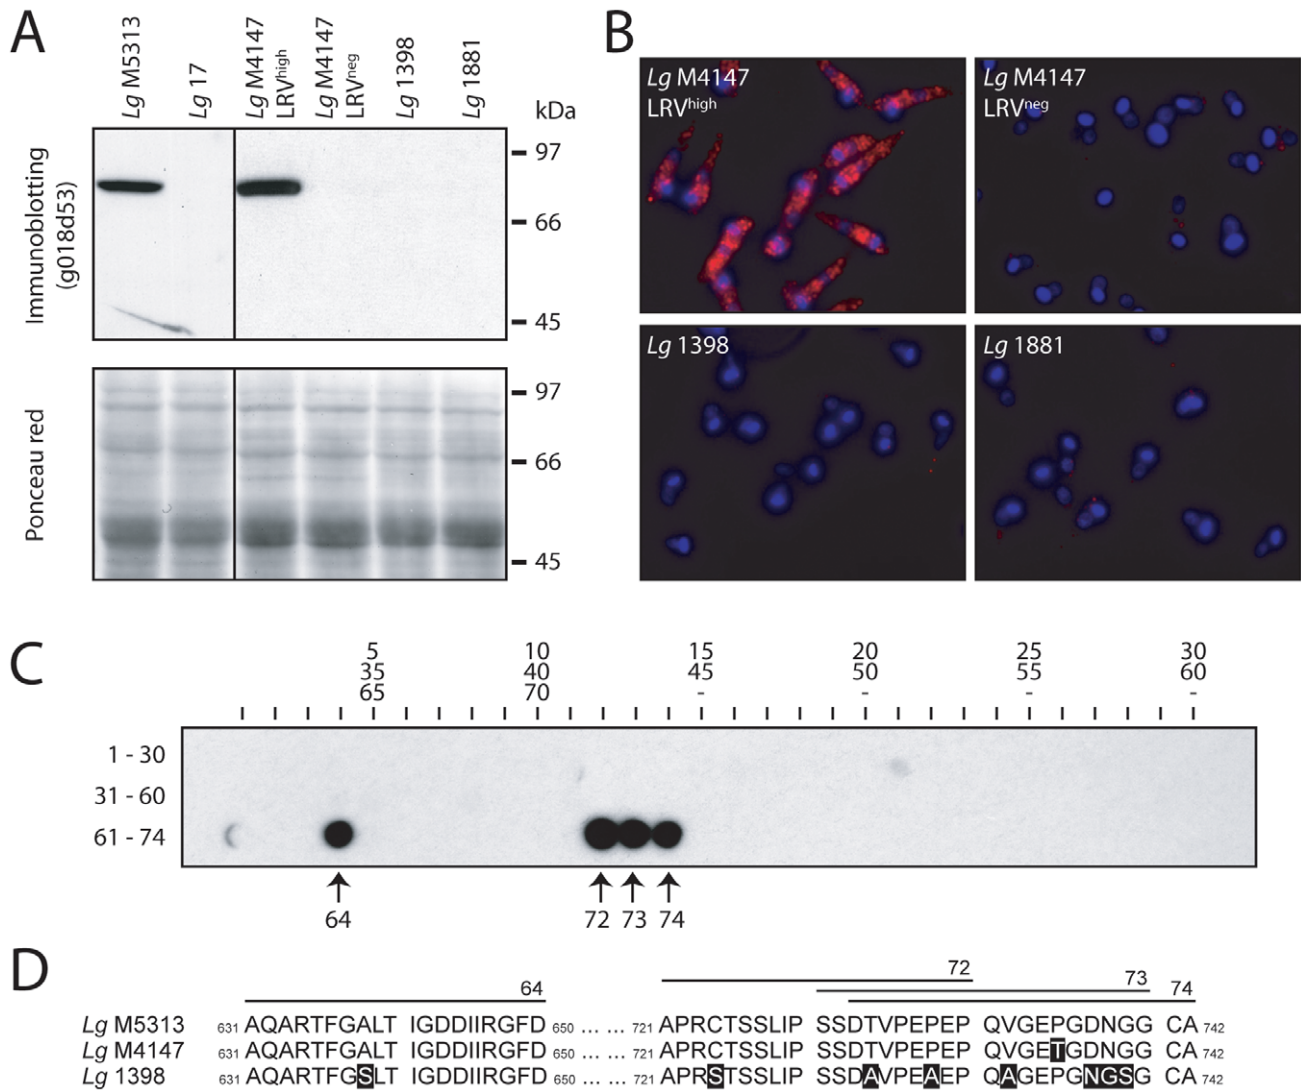 A
Lg M5313
Lg 17
Lg M4147
LRVhigh
Lg M4147
LRVneg
Lg 1398
Lg 1881
kDa
Immunoblotting
(g018d53)
97
66
45
Ponceau red
97
66
45
B
Lg M4147
LRVhigh
Lg M4147
LRVneg
Lg 1398
Lg 1881
C
5 10 15 20 25 30
35 40 45 50 55 60
65 70 - - - -
1 - 30
31 - 60
61 - 74
64 72 73 74
D
72
64 73
74
Lg M5313 631 AQARTFGALT IGDDIIRGFD 650 ... ... 721 APRCTSSLIP SSDTVPEPEP QVGEPGDNGG CA 742
Lg M4147 631 AQARTFGALT IGDDIIRGFD 650 ... ... 721 APRCTSSLIP SSDTVPEPEP QVGETGDNGG CA 742
Lg 1398 631 AQARTFGSLT IGDDIIRGFD 650 ... ... 721 APRSTSSLIP SSDAVPEAEP QAGEPGNGSG CA 742